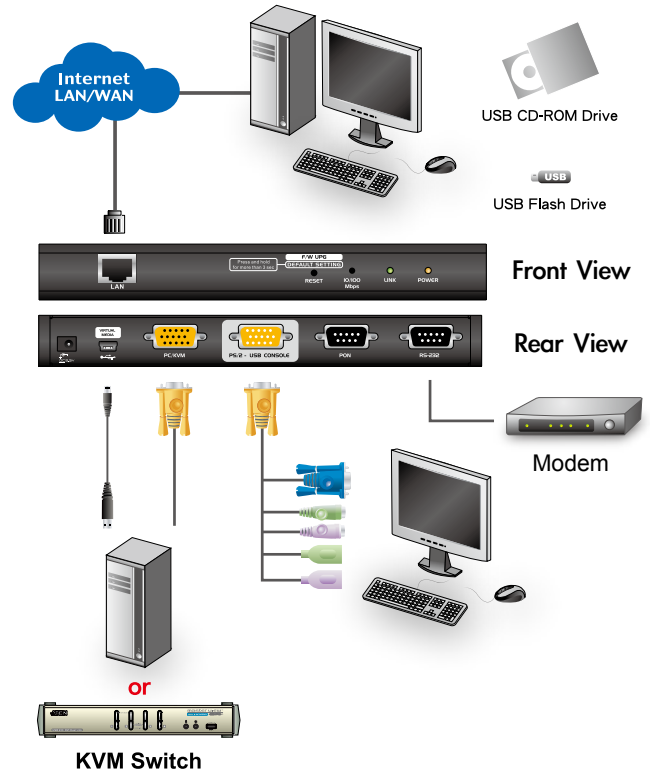 Internet
LAN/WAN
USB CD-ROM Drive
USB
USB Flash Drive
F/W UPG
DEFAULT SETTING
Press and hold
for more than 3 sec
RESET
10/100
Mbps
LINK
POWER
LAN
Front View
VIRTUAL
MEDIA
PC/KVM
PS/2 - USB CONSOLE
PON
RS-232
Rear View
Modem
or
ATEN
KVM Switch